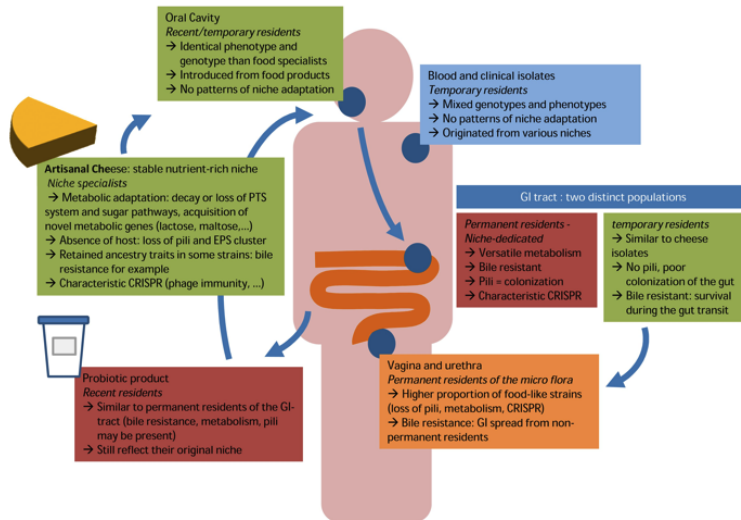 Oral Cavity
Recent/temporary residents
→ Identical phenotype and
genotype than food specialists
→ Introduced from food products
→ No patterns of niche adaptation
Blood and clinical isolates
Temporary residents
→ Mixed genotypes and phenotypes
→ No patterns of niche adaptation
→ Originated from various niches
Artisanal Cheese: stable nutrient-rich niche
Niche specialists
→ Metabolic adaptation: decay or loss of PTS
system and sugar pathways, acquisition of
novel metabolic genes (lactose, maltose,...)
→ Absence of host: loss of pili and EPS cluster
→ Retained ancestry traits in some strains: bile
resistance for example
→ Characteristic CRISPR (phage immunity, ...)
GI tract : two distinct populations
Permanent residents -
Niche-dedicated
→ Versatile metabolism
→ Bile resistant
→ Pili = colonization
→ Characteristic CRISPR
temporary residents
→ Similar to cheese
isolates
→ No pili, poor
colonization of the gut
→ Bile resistant: survival
during the gut transit
Probiotic product
Recent residents
→ Similar to permanent residents of the GI-
tract (bile resistance, metabolism, pili
may be present)
→ Still reflect their original niche
Vagina and urethra
Permanent residents of the micro flora
→ Higher proportion of food-like strains
(loss of pili, metabolism, CRISPR)
→ Bile resistance: GI spread from non-
permanent residents